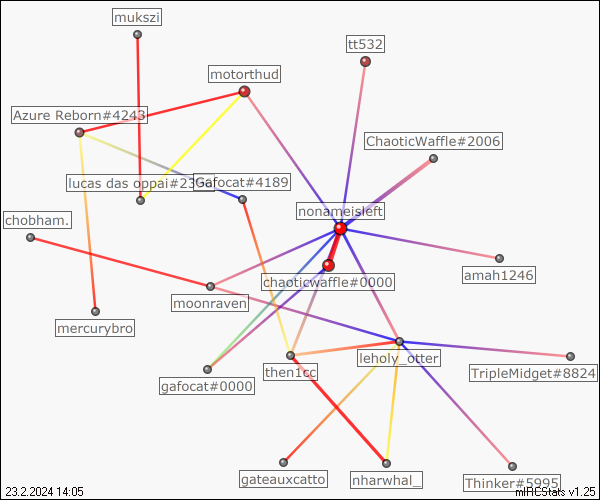 mukszi
tt532
motorthud
Azure Reborn#4243
ChaoticWaffle#2006
lucas das oppai#23
Gafocat#4189
nonameisleft
chobham.
amah1246
chaoticwaffle#0000
moonraven
mercurybro
leholy_otter
then1cc
TripleMidget#8824
gafocat#0000
gateauxcatto
nharwhal_
Thinker#5995
23.2.2024 14:05
mIRCStats v1.25